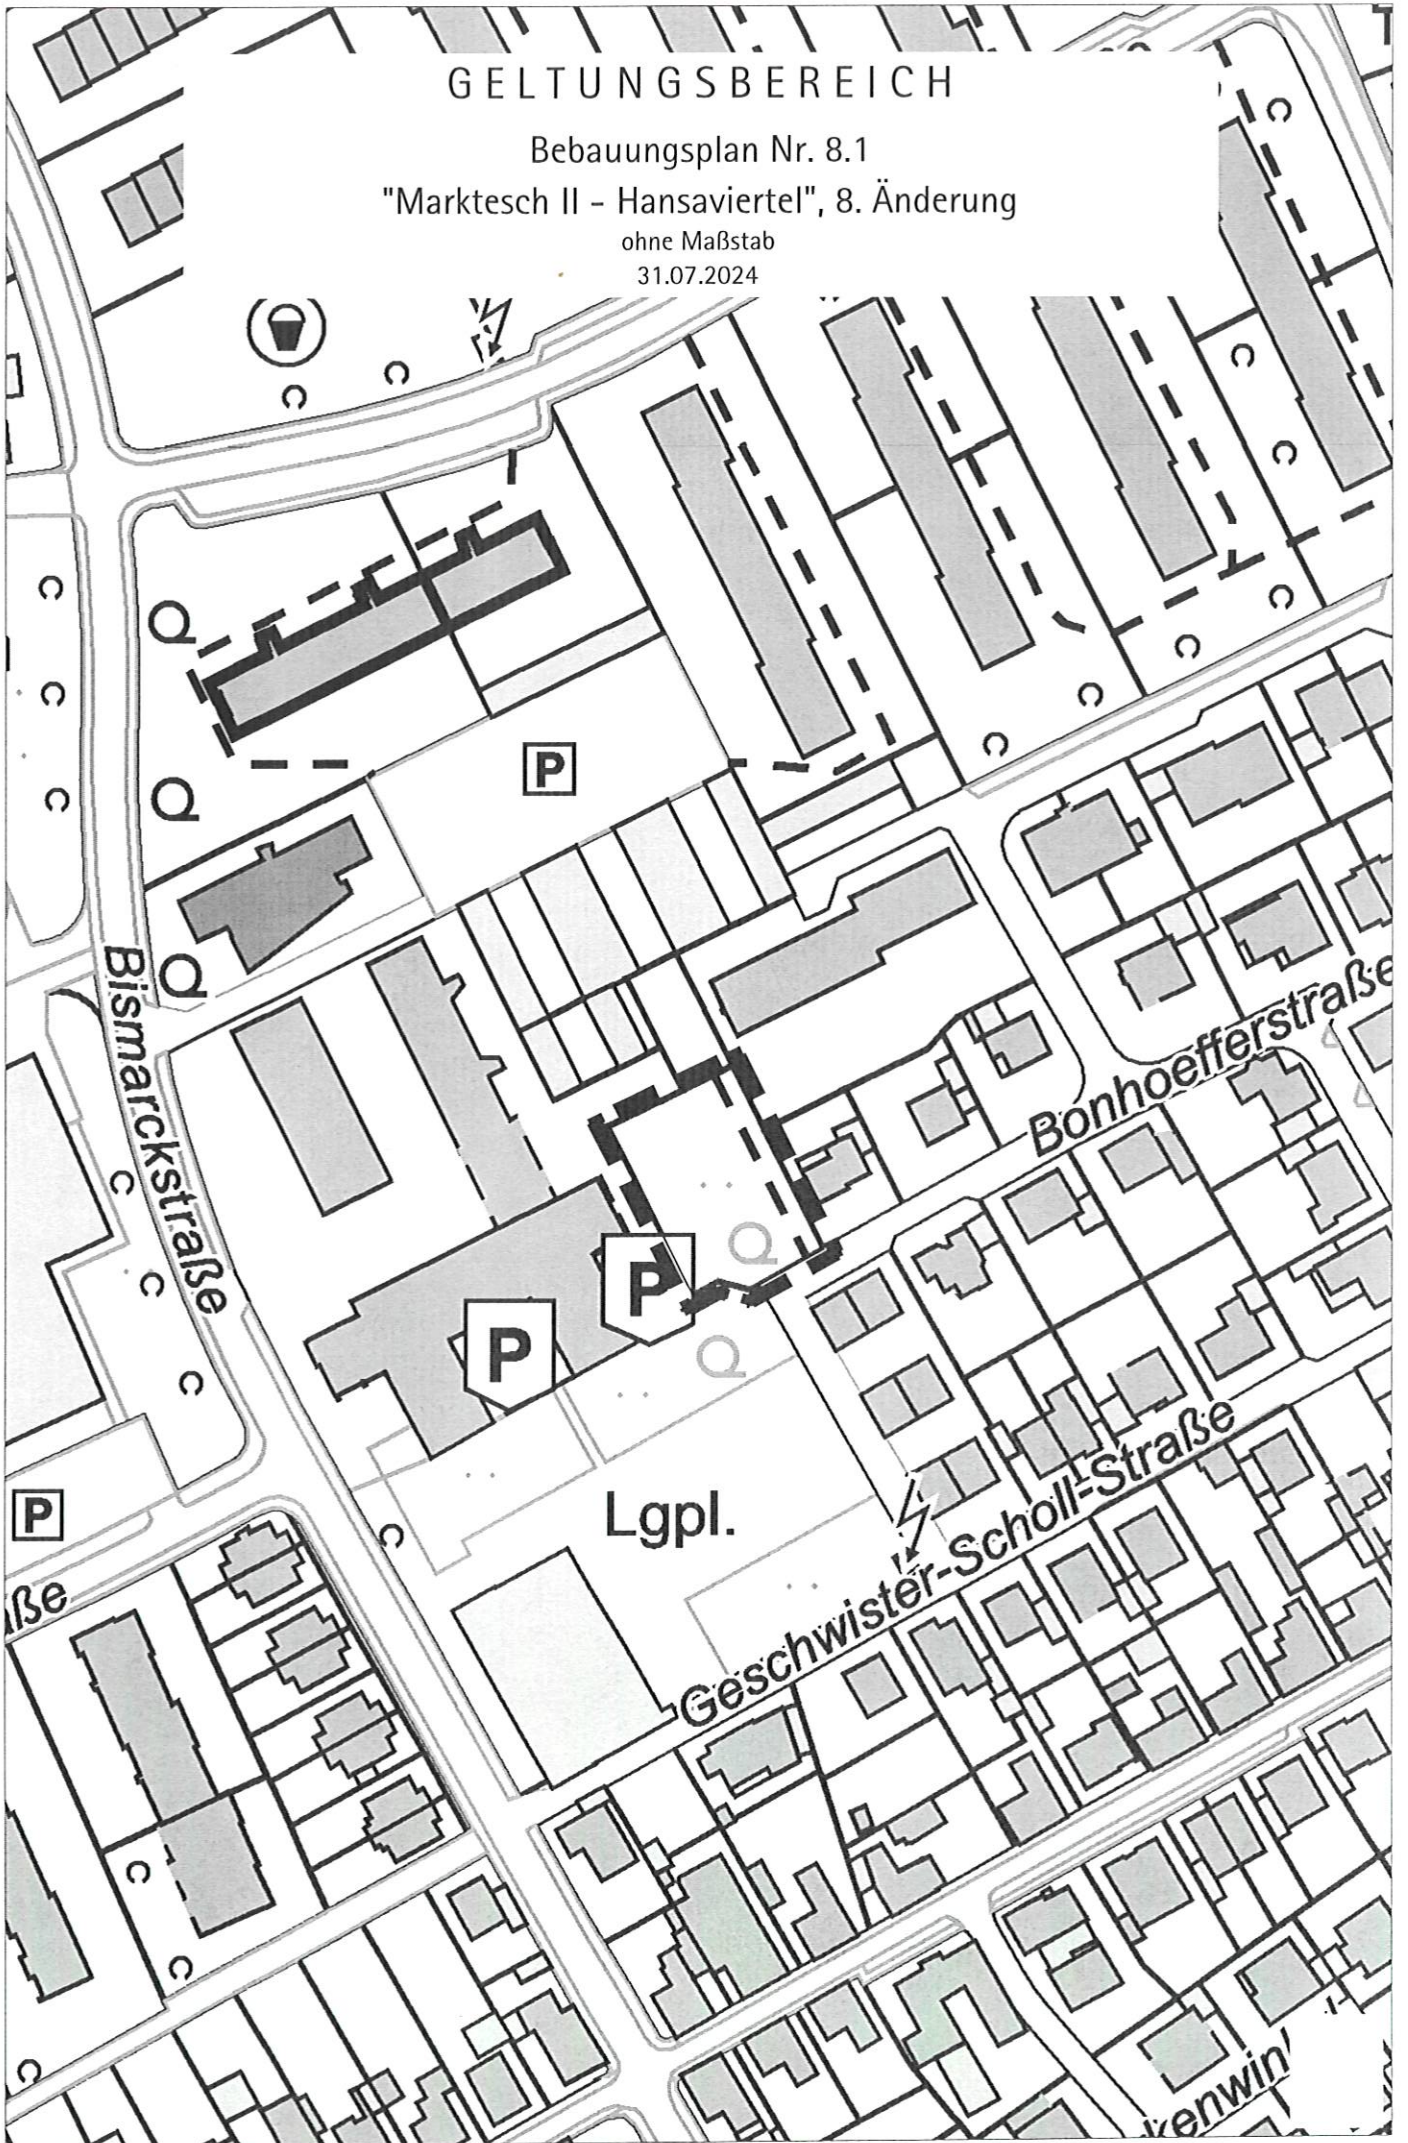 GELTUNGSBEREICH
Bebauungsplan Nr. 8.1
"Marktesch II - Hansaviertel", 8. Änderung
ohne Maßstab
31.07.2024
P
Bismarckstraße
Bonhoefferstraße
P
P
Lgpl.
P
Geschwister-Scholl-Straße
ße
kenwin